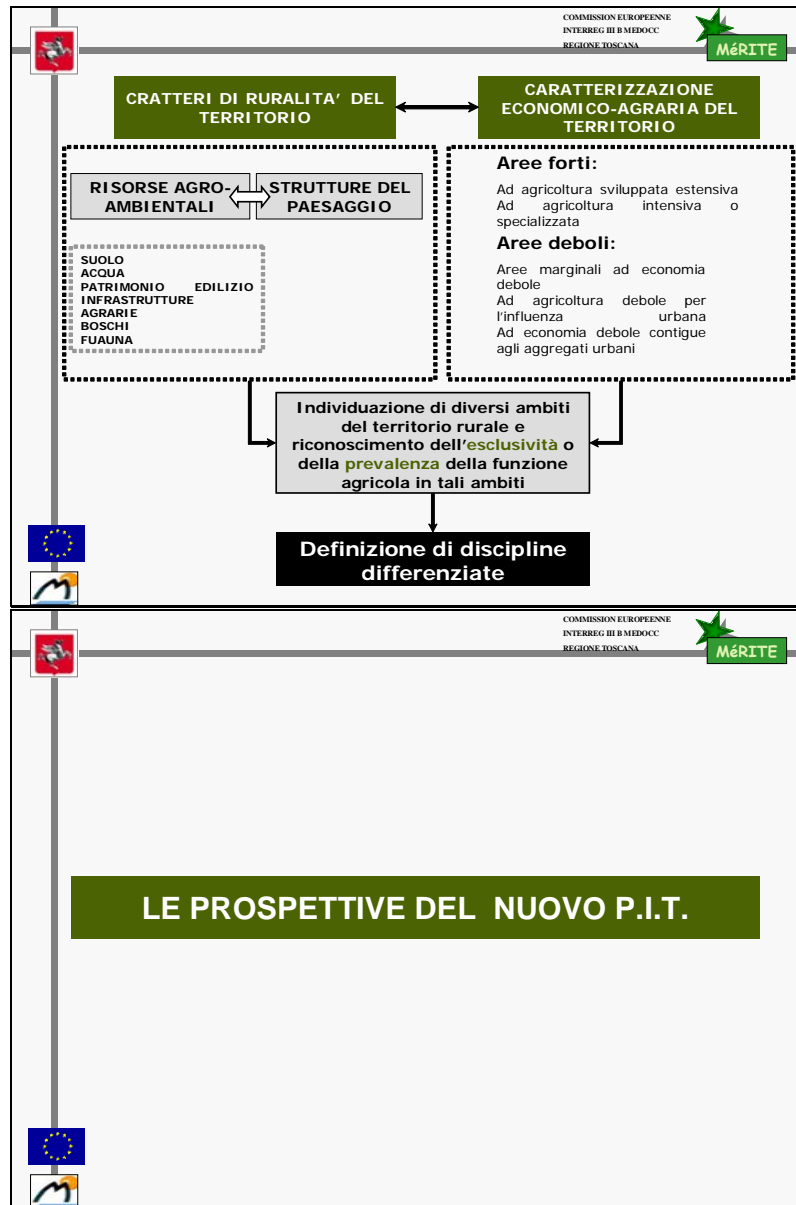 COMMISSION EUROPEENNE
INTERREG III B MEDOCC
REGIONE TOSCANA
MéRITE
CRATTERI DI RURALITA’ DEL
TERRITORIO
CARATTERIZZAZIONE
ECONOMICO-AGRARIA DEL
TERRITORIO
RISORSE AGRO-
AMBIENTALI
STRUTTURE DEL
PAESAGGIO
SUOLO
ACQUA
PATRIMONIO EDILIZIO
INFRASTRUTTURE
AGRARIE
BOSCHI
FUAUNA
Aree forti:
Ad agricoltura sviluppata estensiva
Ad agricoltura intensiva o
specializzata
Aree deboli:
Aree marginali ad economia
debole
Ad agricoltura debole per
l’influenza urbana
Ad economia debole contigue
agli aggregati urbani
Individuazione di diversi ambiti
del territorio rurale e
riconoscimento dell’esclusività o
della prevalenza della funzione
agricola in tali ambiti
Definizione di discipline
differenziate
COMMISSION EUROPEENNE
INTERREG III B MEDOCC
REGIONE TOSCANA
MéRITE
LE PROSPETTIVE DEL NUOVO P.I.T.